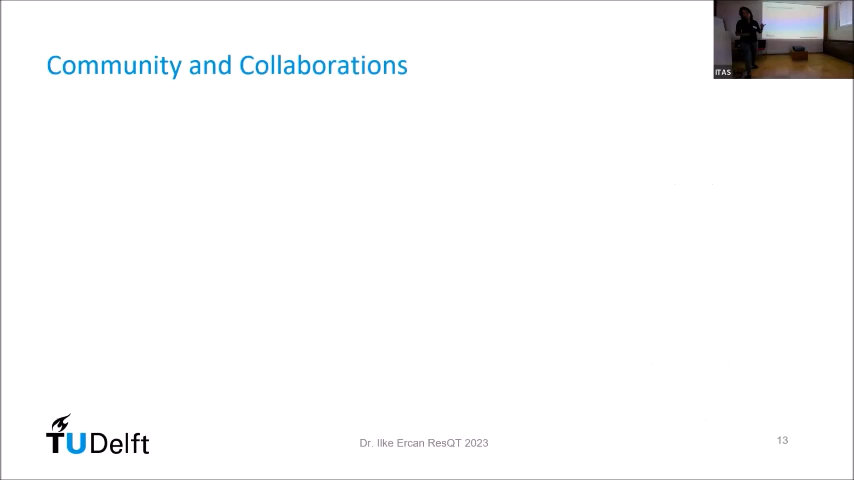 Community and Collaborations
ITAS
TUDelft
Dr. Ilke Ercan ResQT 2023
13